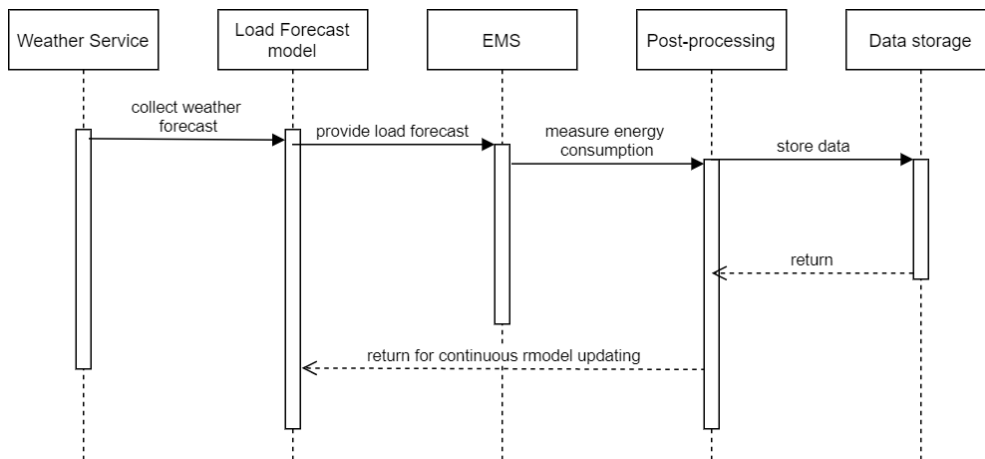 Weather Service
Load Forecast
model
EMS
Post-processing
Data storage
collect weather
forecast
provide load forecast
measure energy
consumption
store data
return
return for continuous rmodel updating